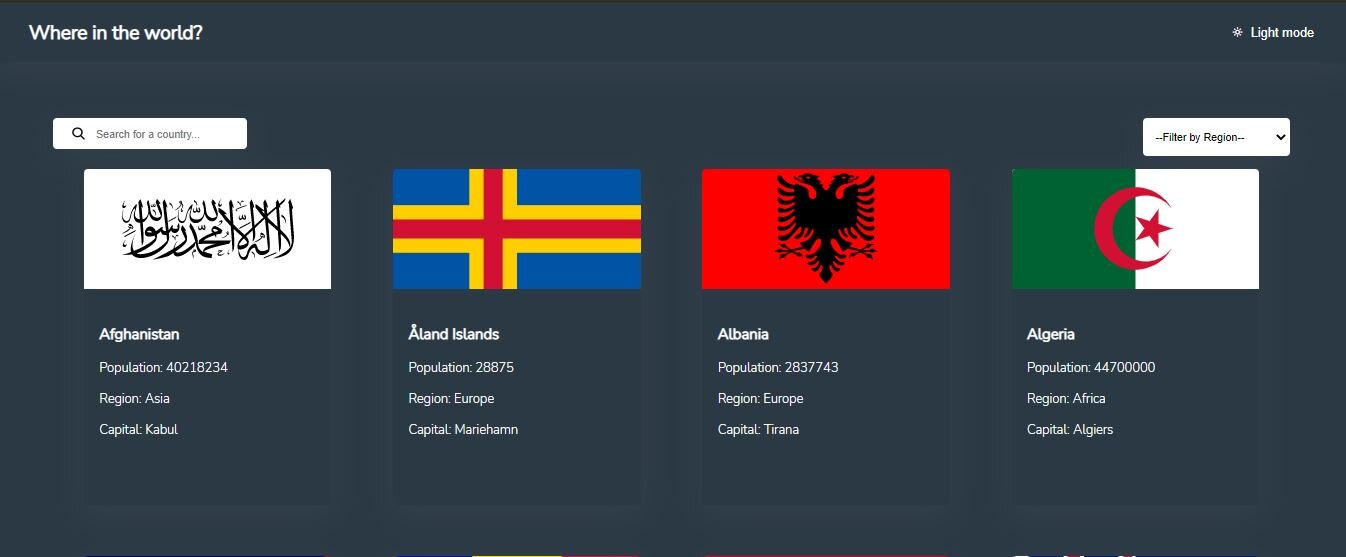 Where in the world?
Light mode
Search for a country...
--Filter by Region--
لا إله إلا الله محمد رسول الله
Afghanistan
Population: 40218234
Region: Asia
Capital: Kabul
Åland Islands
Population: 28875
Region: Europe
Capital: Mariehamn
Albania
Population: 2837743
Region: Europe
Capital: Tirana
Algeria
Population: 44700000
Region: Africa
Capital: Algiers